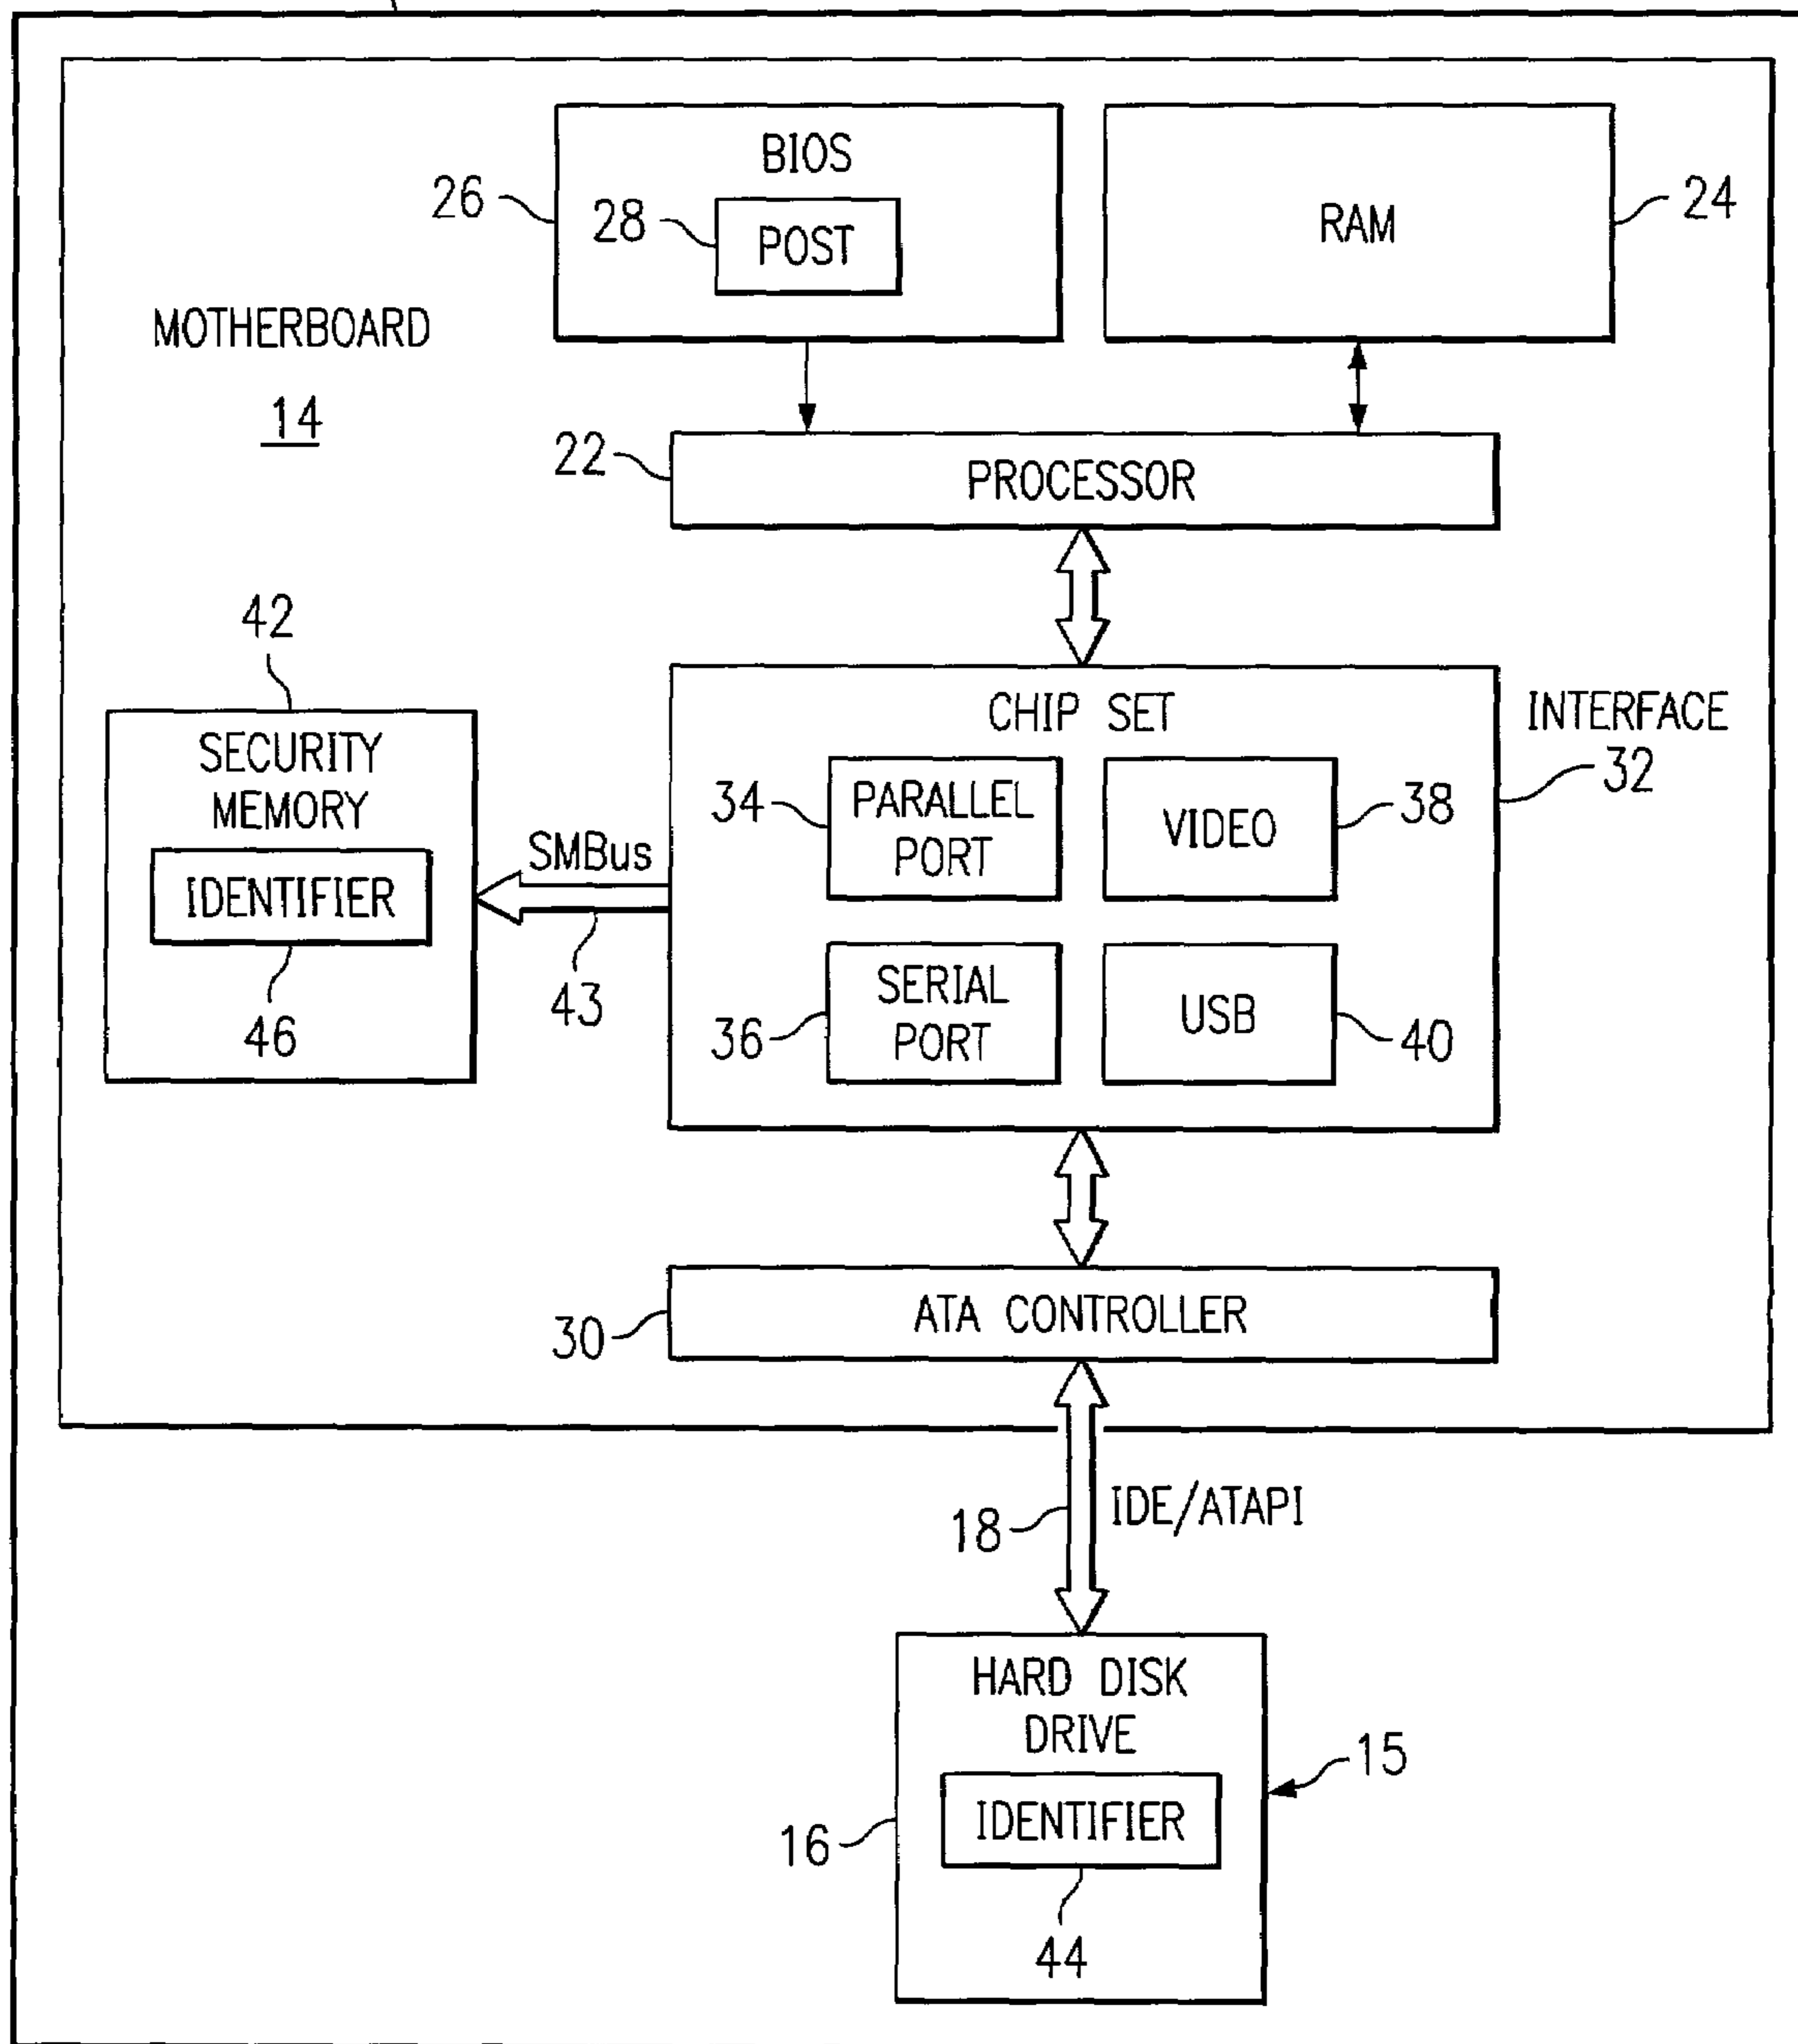 BIOS
26
28
POST
RAM
24
MOTHERBOARD
14
22
PROCESSOR
42
SECURITY
MEMORY
IDENTIFIER
46
SMBus
43
CHIP SET
INTERFACE
32
34
PARALLEL
PORT
VIDEO
38
36
SERIAL
PORT
USB
40
30
ATA CONTROLLER
18
IDE/ATAPI
HARD DISK
DRIVE
15
16
IDENTIFIER
44